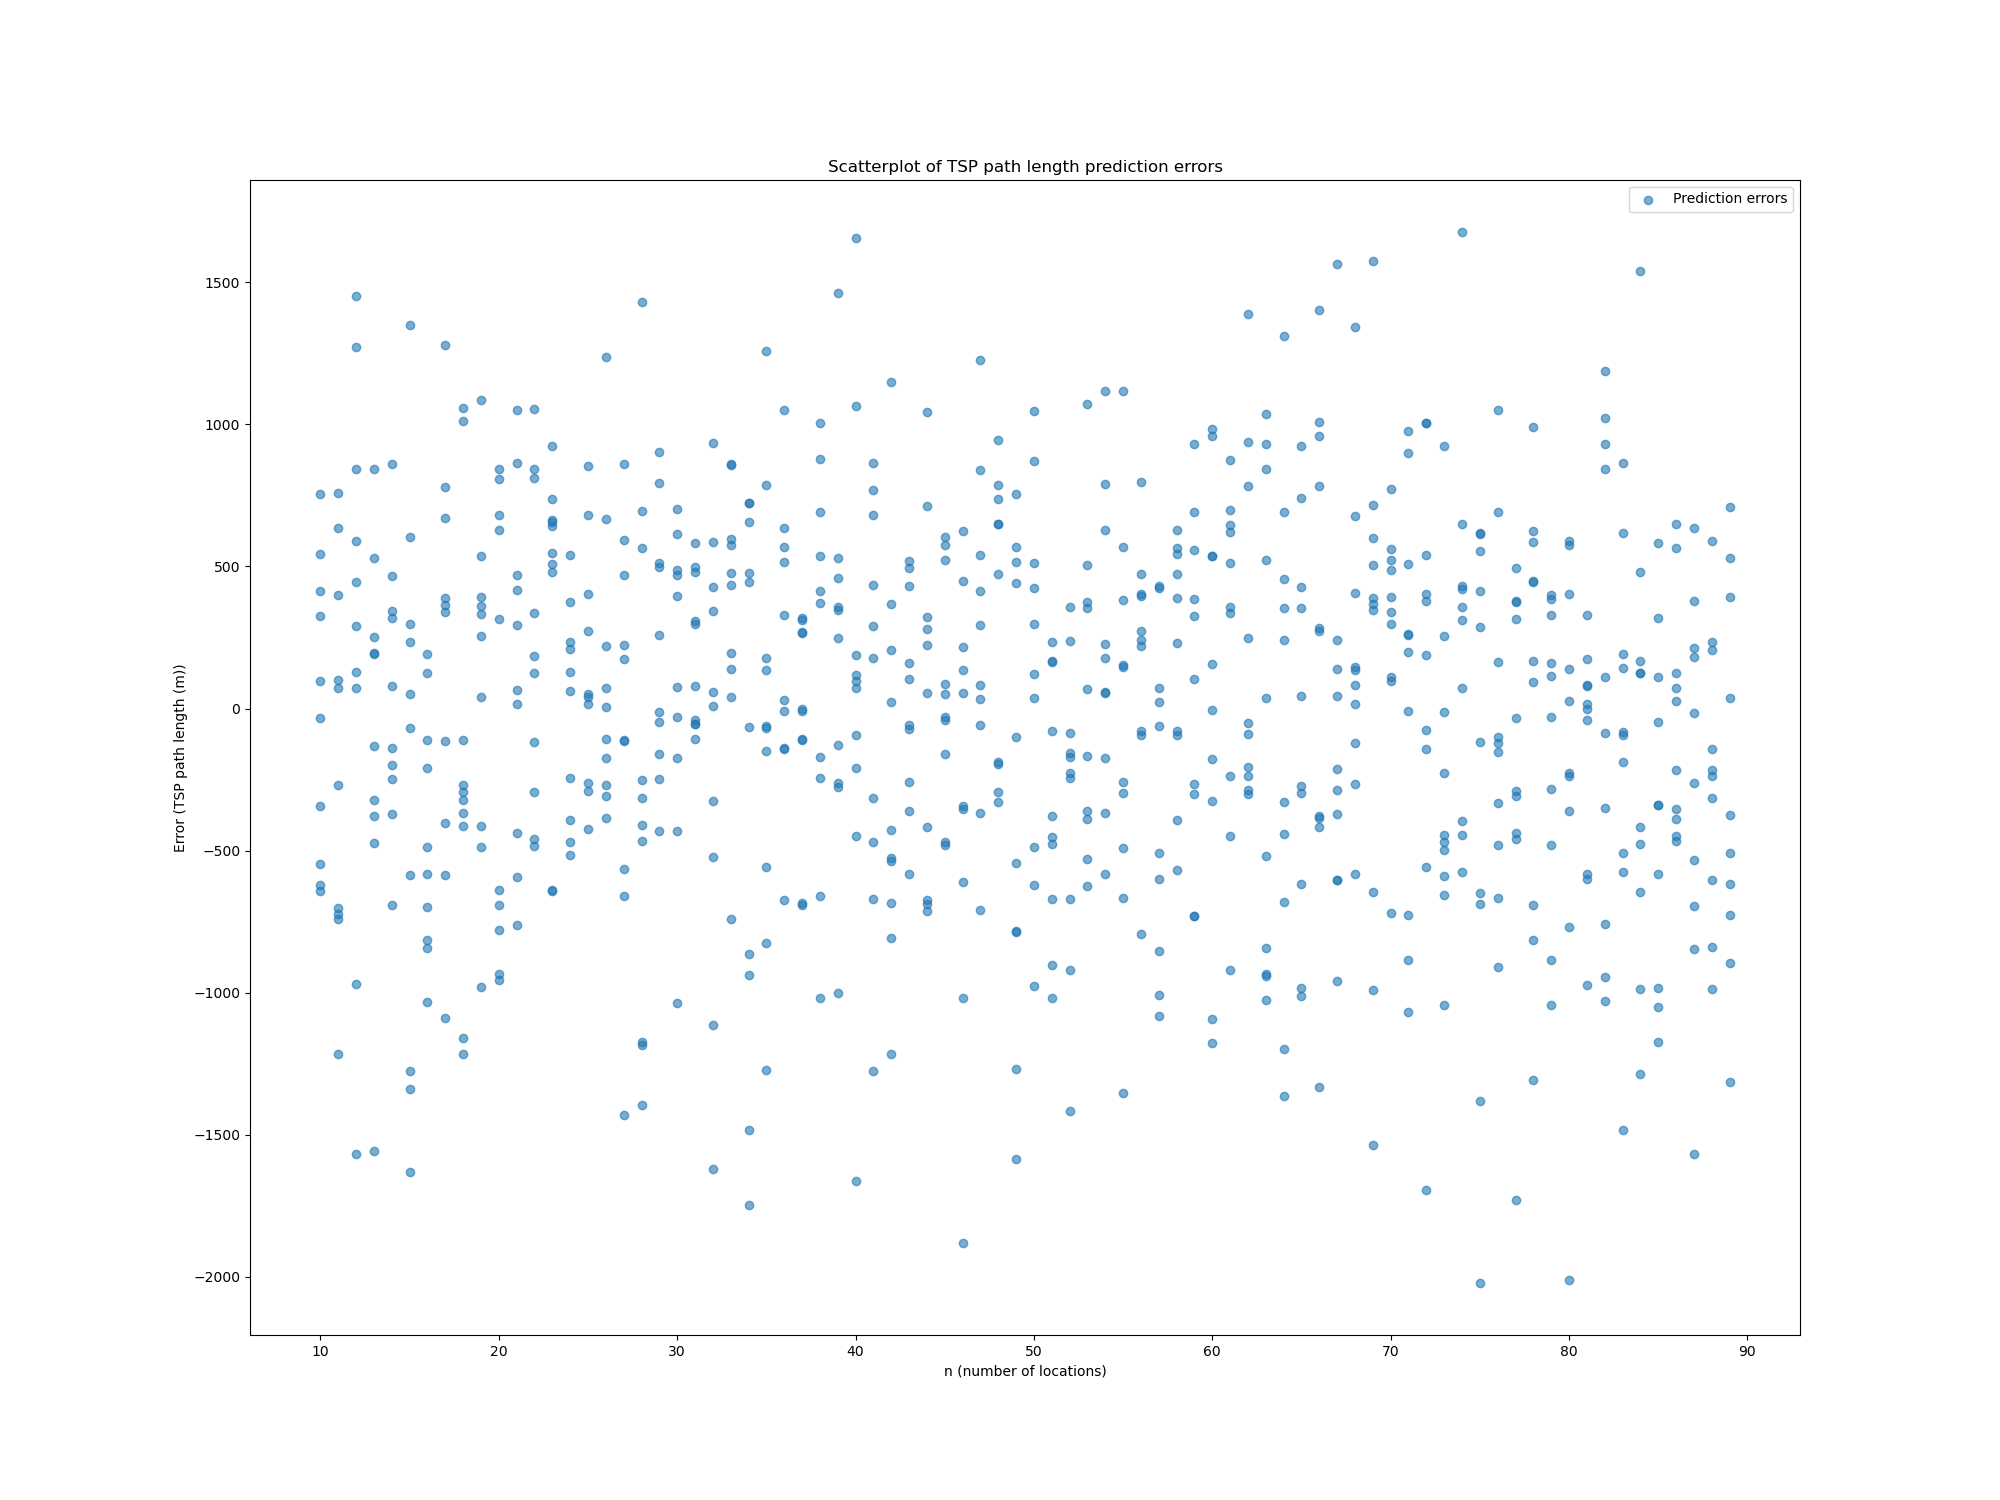 Scatterplot of TSP path length prediction errors
Prediction errors
1500
1000
500
0
−500
−1000
−1500
−2000
Error (TSP path length (m))
10 20 30 40 50 60 70 80 90
n (number of locations)